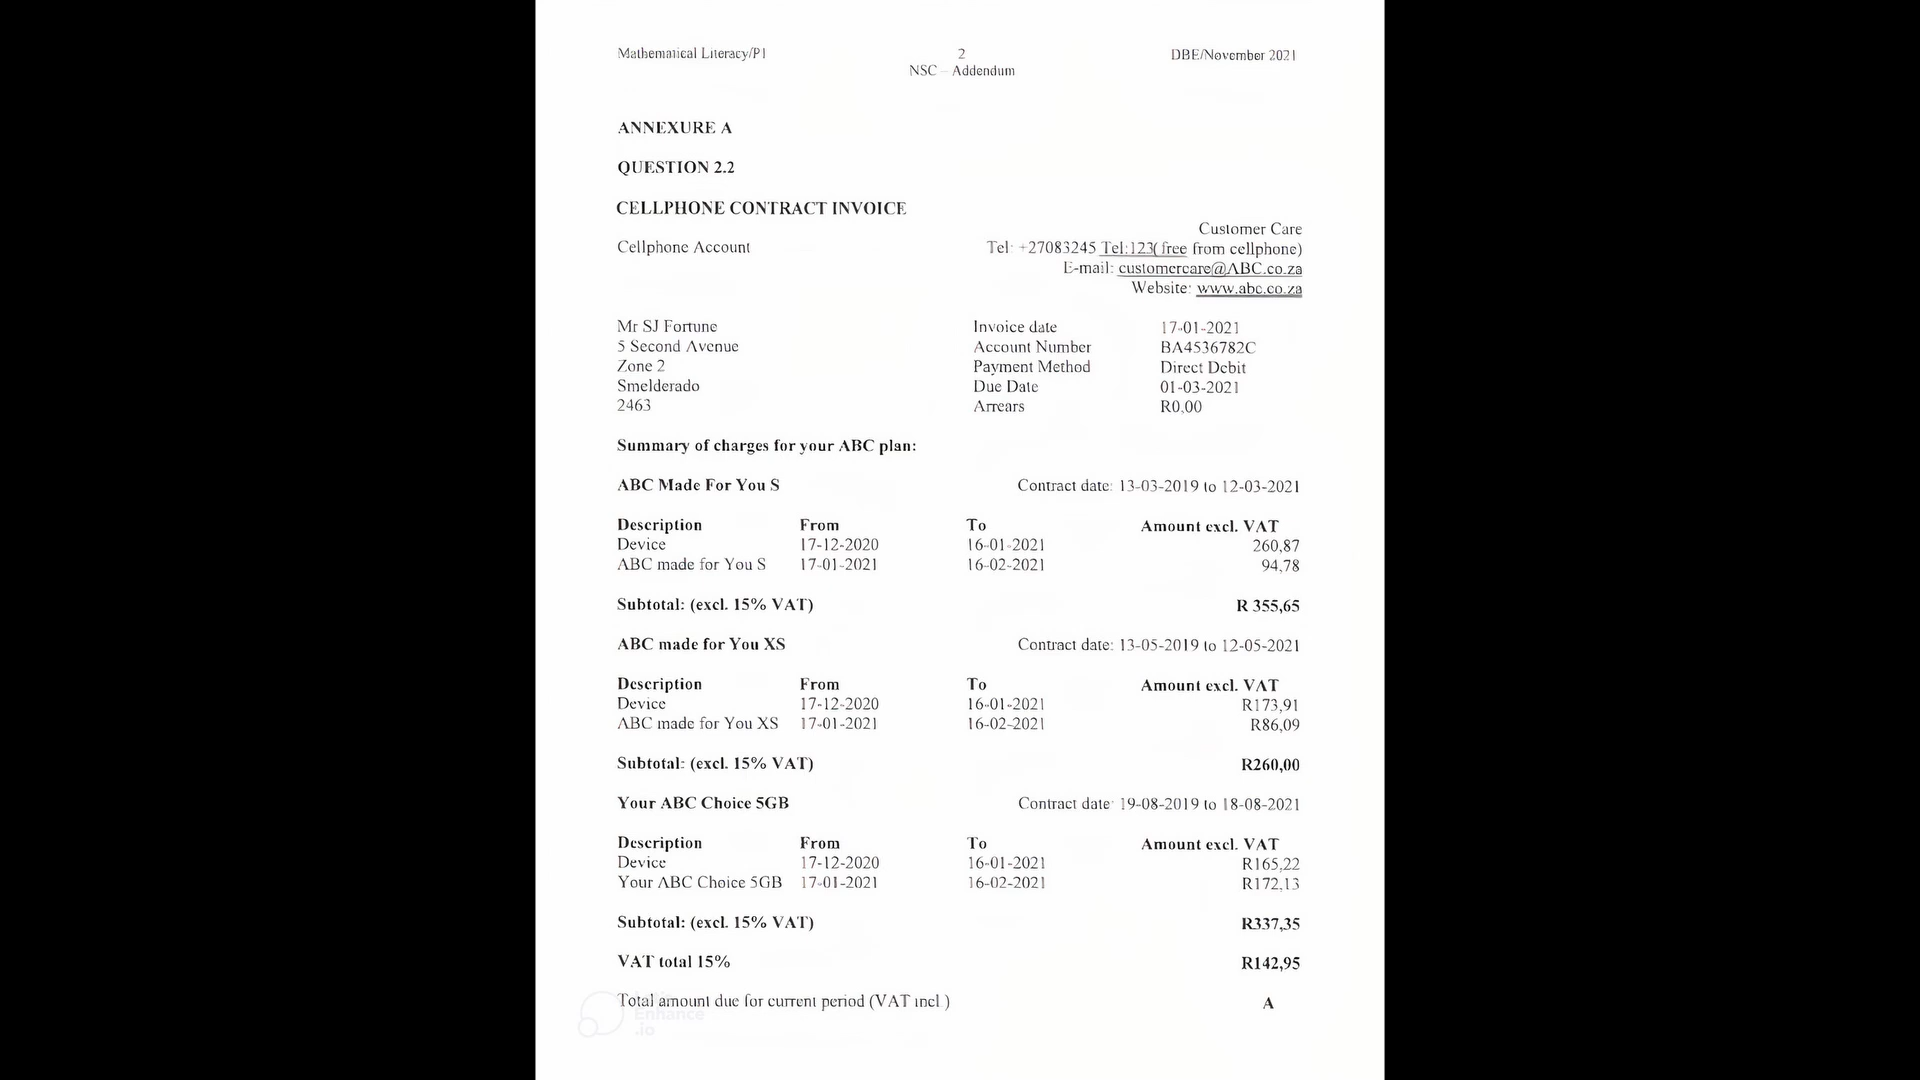 Mathematical Literacy/P1 2 DBE/November 2021
NSC – Addendum
ANNEXURE A
QUESTION 2.2
CELLPHONE CONTRACT INVOICE
Customer Care
Cellphone Account Tel: +27083245 Tel:123( free from cellphone)
E-mail: customercare@ABC.co.za
Website: www.abc.co.za
Mr SJ Fortune Invoice date 17-01-2021
5 Second Avenue Account Number BA4536782C
Zone 2 Payment Method Direct Debit
Smelderado Due Date 01-03-2021
2463 Arrears R0,00
Summary of charges for your ABC plan:
ABC Made For You S Contract date: 13-03-2019 to 12-03-2021
Description From To Amount excl. VAT
Device 17-12-2020 16-01-2021 260,87
ABC made for You S 17-01-2021 16-02-2021 94,78
Subtotal: (excl. 15% VAT) R 355,65
ABC made for You XS Contract date: 13-05-2019 to 12-05-2021
Description From To Amount excl. VAT
Device 17-12-2020 16-01-2021 R173,91
ABC made for You XS 17-01-2021 16-02-2021 R86,09
Subtotal: (excl. 15% VAT) R260,00
Your ABC Choice 5GB Contract date: 19-08-2019 to 18-08-2021
Description From To Amount excl. VAT
Device 17-12-2020 16-01-2021 R165,22
Your ABC Choice 5GB 17-01-2021 16-02-2021 R172,13
Subtotal: (excl. 15% VAT) R337,35
VAT total 15% R142,95
Total amount due for current period (VAT incl.) A
Enhance
.io